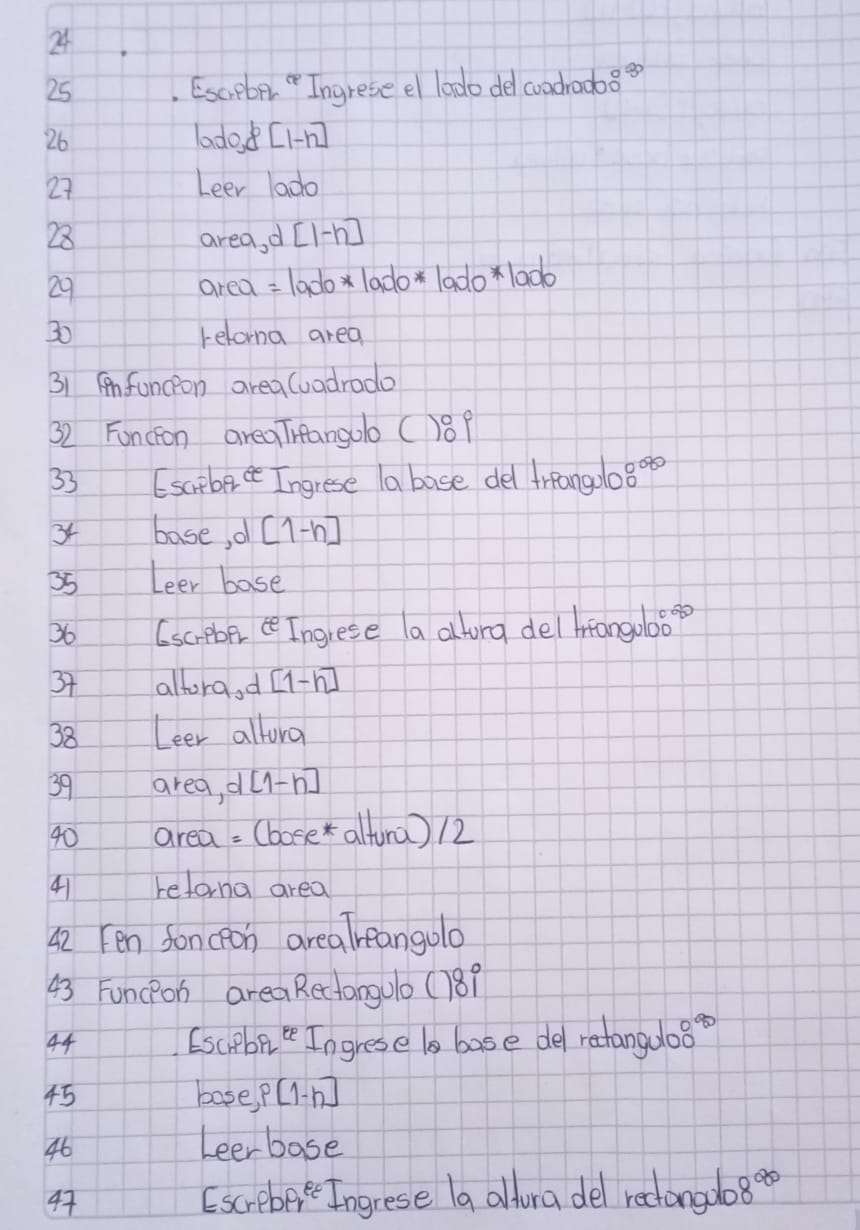 24 .
25 . Escribir "Ingrese el lado del cuadrado:"
26 lado,d [1-n]
27 Leer lado
28 area,d [1-n]
29 area = lado * lado * lado * lado
30 retorna area
31 Fin funcion areaCuadrado
32 Funcion areaTriangulo ( ): i
33 Escribir "Ingrese la base del triangulo:"
34 base,d [1-n]
35 Leer base
36 Escribir "Ingrese la altura del triangulo:"
37 altura,d [1-n]
38 Leer altura
39 area,d [1-n]
40 area = (base * altura) / 2
41 retorna area
42 Fin funcion areaTriangulo
43 Funcion areaRectangulo ( ): i
44 . Escribir "Ingrese la base del retangulo:"
45 base,i [1-n]
46 Leer base
47 Escribir "Ingrese la altura del rectangulo:"